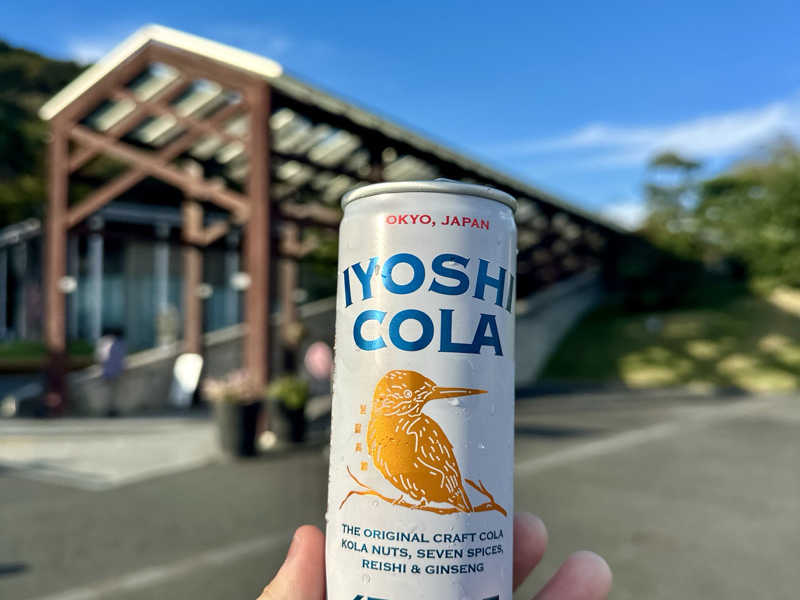 OKYO, JAPAN
IYOSHI
COLA
THE ORIGINAL CRAFT COLA
KOLA NUTS, SEVEN SPICES,
REISHI & GINSENG